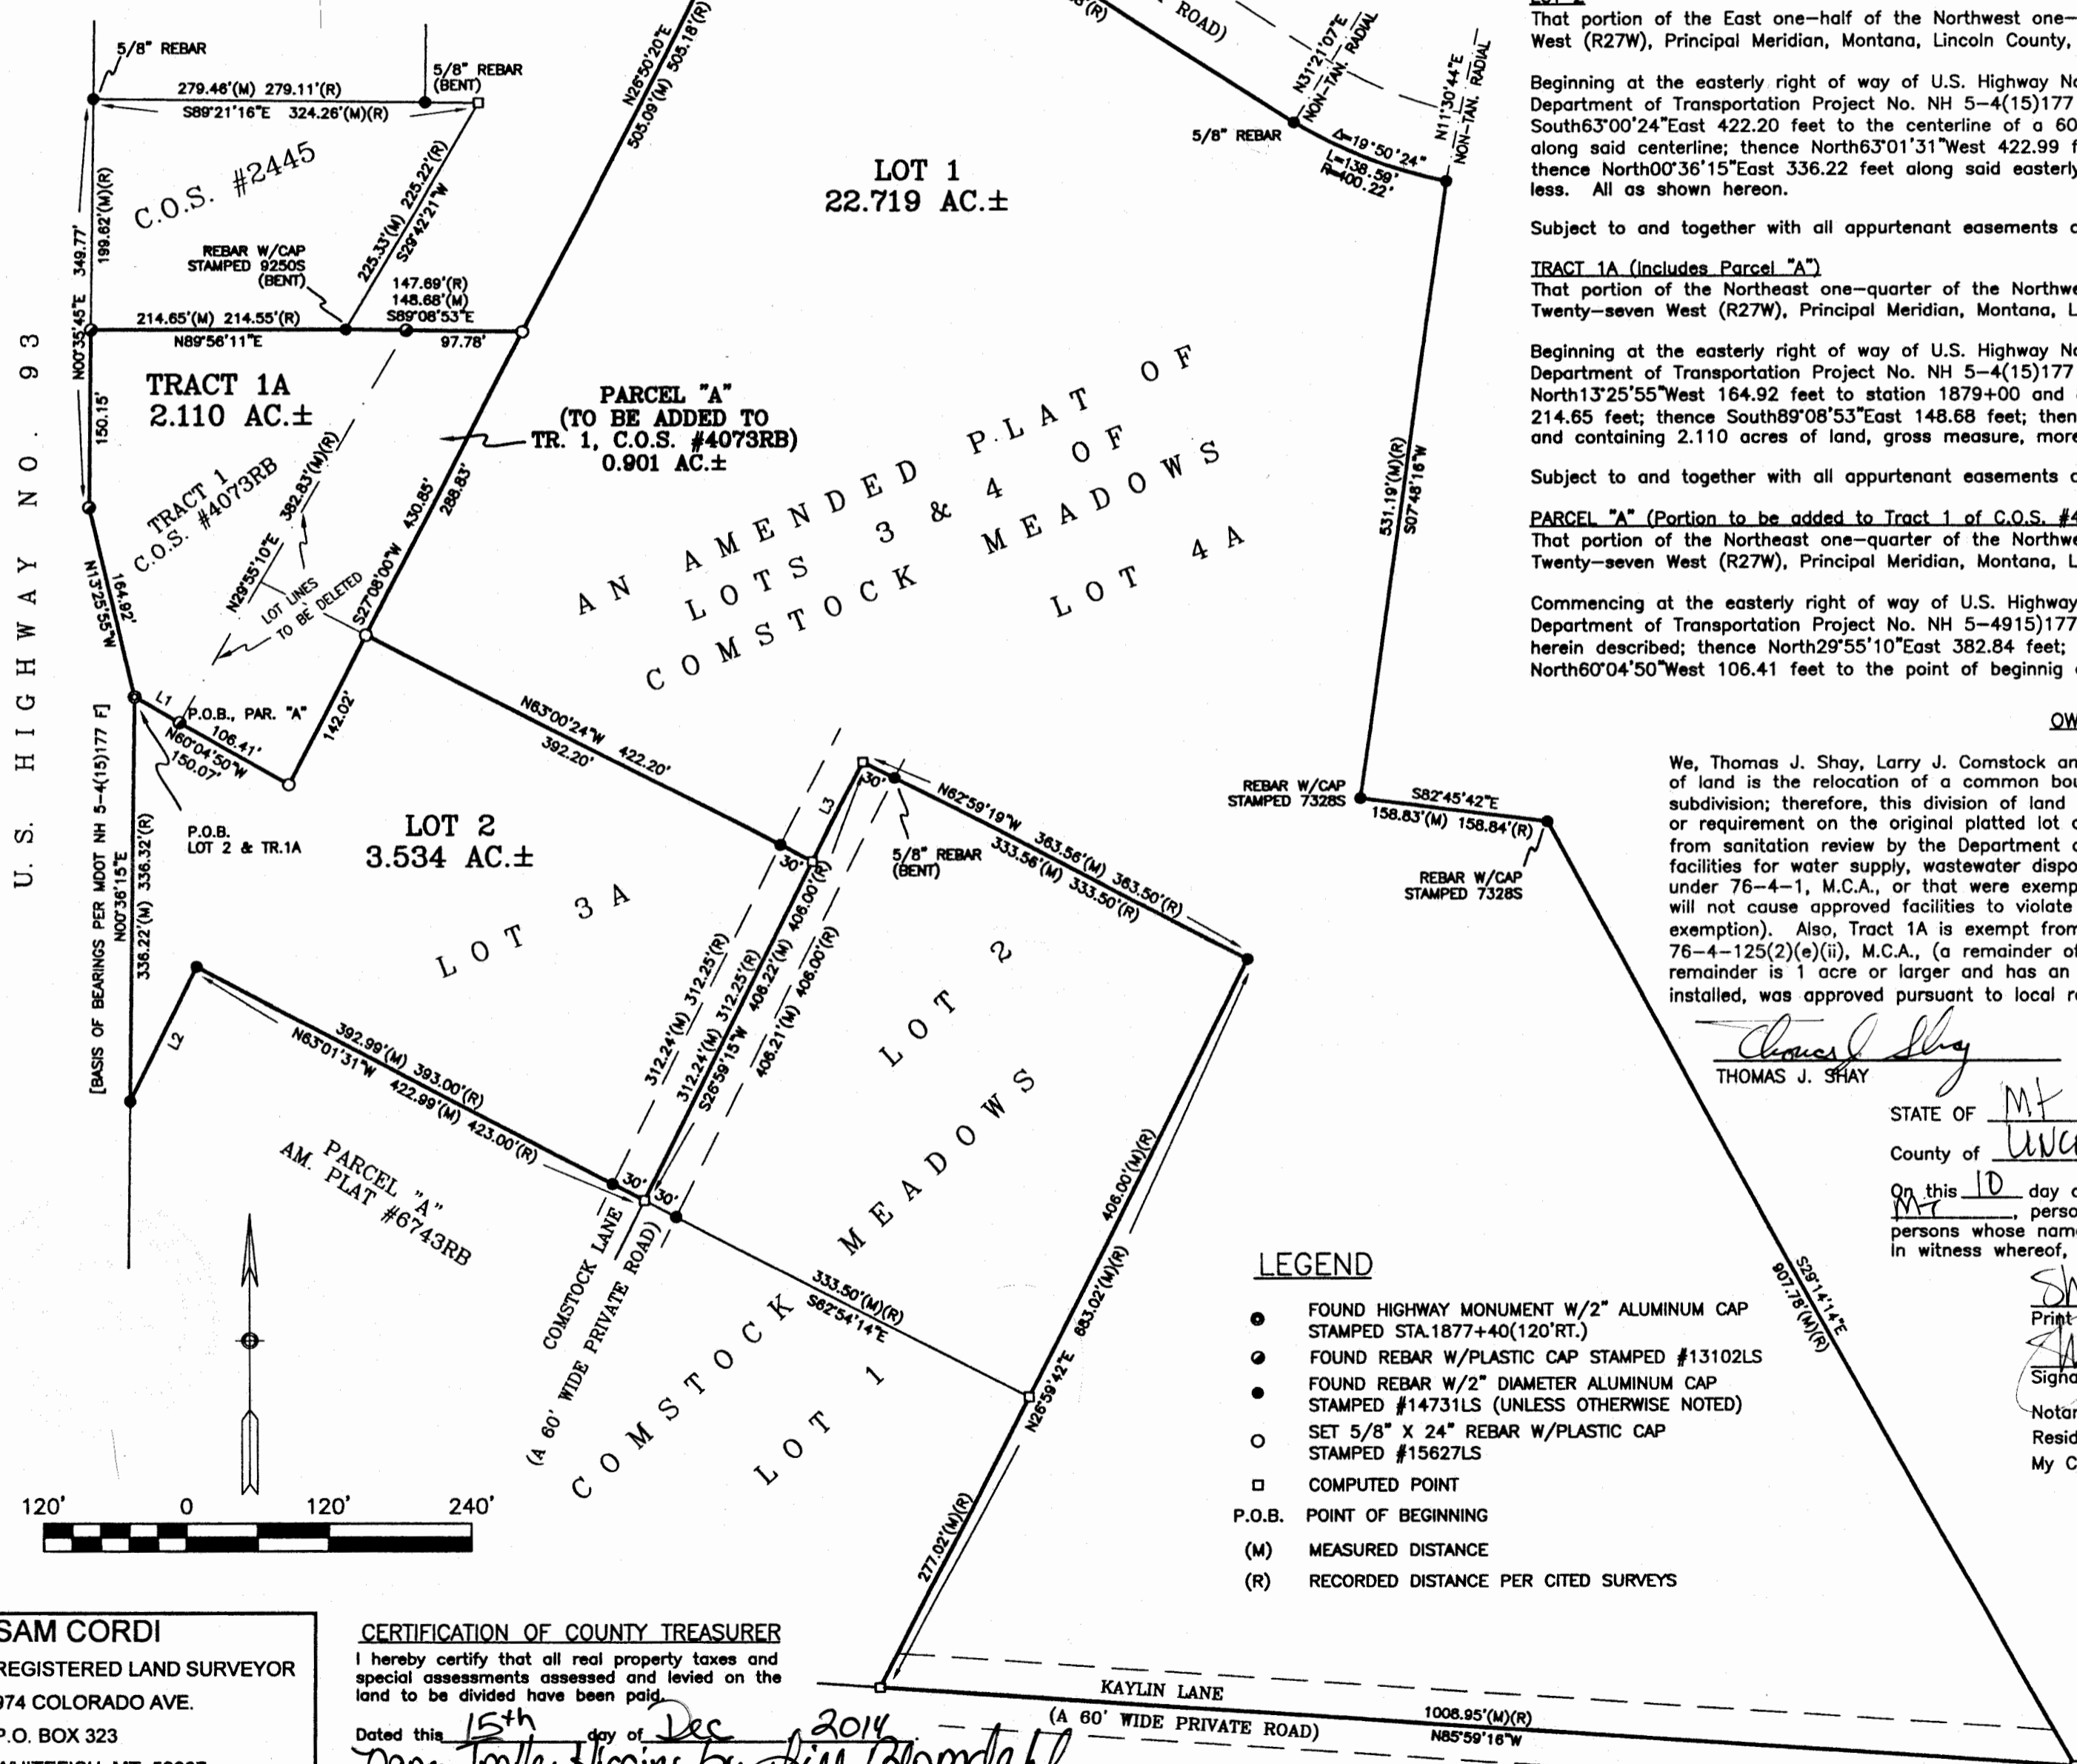 5/8" REBAR
279.46'(M) 279.11'(R)
5/8" REBAR
(BENT)
S89°21'16"E 324.26'(M)(R)
C.O.S. #2445
349.77'
199.62'(M)(R)
N00°35'45"E
225.33'(M) 225.22'(R)
S29°42'21"W
REBAR W/CAP
STAMPED 9250S
(BENT)
147.69'(R)
148.68'(M)
S89°08'53"E
214.65'(M) 214.55'(R)
N89°56'11"E
97.78'
N26°50'20"E
505.09'(M) 505.18'(R)
(R)
ROAD)
LOT 1
22.719 AC.±
5/8" REBAR
N31°21'07"E
NON-TAN. RADIAL
N11°30'44"E
NON-TAN. RADIAL
Δ=19°50'24"
L=138.59'
R=400.22'
U.S. HIGHWAY NO. 93
TRACT 1A
2.110 AC.±
150.15'
TRACT 1
C.O.S. #4073RB
N29°55'10"E 382.83'(M)(R)
PARCEL "A"
(TO BE ADDED TO
TR. 1, C.O.S. #4073RB)
0.901 AC.±
430.85'
288.83'
S27°08'00"W
LOT LINES
TO BE DELETED
164.92'
N13°25'55"W
AN AMENDED PLAT OF
LOTS 3 & 4 OF
COMSTOCK MEADOWS
LOT 4A
531.19'(M)(R)
S07°48'16"W
L1
P.O.B., PAR. "A"
106.41'
N60°04'50"W
150.07'
142.02'
P.O.B.
LOT 2 & TR.1A
[BASIS OF BEARINGS PER MDOT NH 5-4(15)177 F]
N00°36'15"E
336.22'(M) 336.32'(R)
N63°00'24"W 422.20'
392.20'
LOT 2
3.534 AC.±
LOT 3A
L2
L3
30'
30'
5/8" REBAR
(BENT)
N62°59'19"W 363.56'(M) 363.50'(R)
333.56'(M) 333.50'(R)
REBAR W/CAP
STAMPED 7328S
S82°45'42"E
158.83'(M) 158.84'(R)
REBAR W/CAP
STAMPED 7328S
392.99'(M) 393.00'(R)
N63°01'31"W 422.99'(M) 423.00'(R)
312.24'(M) 312.25'(R)
312.24'(M) 312.25'(R)
S26°59'15"W 406.22'(M) 406.00'(R)
406.21'(M) 406.00'(R)
LOT 2
PARCEL "A"
AM. PLAT #6743RB
30'
30'
COMSTOCK LANE
(A 60' WIDE PRIVATE ROAD)
COMSTOCK MEADOWS
LOT 1
333.50'(M)(R)
S62°54'14"E
406.00'(M)(R)
N26°59'42"E 683.02'(M)(R)
277.02'(M)(R)
S29°14'14"E
907.78'(M)(R)
LEGEND
FOUND HIGHWAY MONUMENT W/2" ALUMINUM CAP
STAMPED STA.1877+40(120'RT.)
FOUND REBAR W/PLASTIC CAP STAMPED #13102LS
FOUND REBAR W/2" DIAMETER ALUMINUM CAP
STAMPED #14731LS (UNLESS OTHERWISE NOTED)
SET 5/8" X 24" REBAR W/PLASTIC CAP
STAMPED #15627LS
COMPUTED POINT
P.O.B. POINT OF BEGINNING
(M) MEASURED DISTANCE
(R) RECORDED DISTANCE PER CITED SURVEYS
KAYLIN LANE
(A 60' WIDE PRIVATE ROAD)
1008.95'(M)(R)
N85°59'16"W
120' 0 120' 240'
SAM CORDI
REGISTERED LAND SURVEYOR
974 COLORADO AVE.
P.O. BOX 323
CERTIFICATION OF COUNTY TREASURER
I hereby certify that all real property taxes and
special assessments assessed and levied on the
land to be divided have been paid.
Dated this 15th day of Dec, 2014.
LOT 2
That portion of the East one-half of the Northwest one-
West (R27W), Principal Meridian, Montana, Lincoln County,
Beginning at the easterly right of way of U.S. Highway No
Department of Transportation Project No. NH 5-4(15)177
South63°00'24"East 422.20 feet to the centerline of a 60
along said centerline; thence North63°01'31"West 422.99 f
thence North00°36'15"East 336.22 feet along said easterly
less. All as shown hereon.
Subject to and together with all appurtenant easements
TRACT 1A (Includes Parcel "A")
That portion of the Northeast one-quarter of the Northwe
Twenty-seven West (R27W), Principal Meridian, Montana, L
Beginning at the easterly right of way of U.S. Highway No
Department of Transportation Project No. NH 5-4(15)177
North13°25'55"West 164.92 feet to station 1879+00 and
214.65 feet; thence South89°08'53"East 148.68 feet; then
and containing 2.110 acres of land, gross measure, more
Subject to and together with all appurtenant easements
PARCEL "A" (Portion to be added to Tract 1 of C.O.S. #4
That portion of the Northeast one-quarter of the Northwe
Twenty-seven West (R27W), Principal Meridian, Montana, L
Commencing at the easterly right of way of U.S. Highway
Department of Transportation Project No. NH 5-4915)177
herein described; thence North29°55'10"East 382.84 feet;
North60°04'50"West 106.41 feet to the point of beginnig
OW
We, Thomas J. Shay, Larry J. Comstock an
of land is the relocation of a common bou
subdivision; therefore, this division of land
or requirement on the original platted lot
from sanitation review by the Department
facilities for water supply, wastewater dispo
under 76-4-1, M.C.A., or that were exemp
will not cause approved facilities to violate
exemption). Also, Tract 1A is exempt from
76-4-125(2)(e)(ii), M.C.A., (a remainder of
remainder is 1 acre or larger and has an
installed, was approved pursuant to local r
Thomas J Shay
THOMAS J. SHAY
STATE OF Mt
County of
On this 10 day
MT, perso
persons whose nam
In witness whereof,
Print
Signa
Notar
Resid
My C